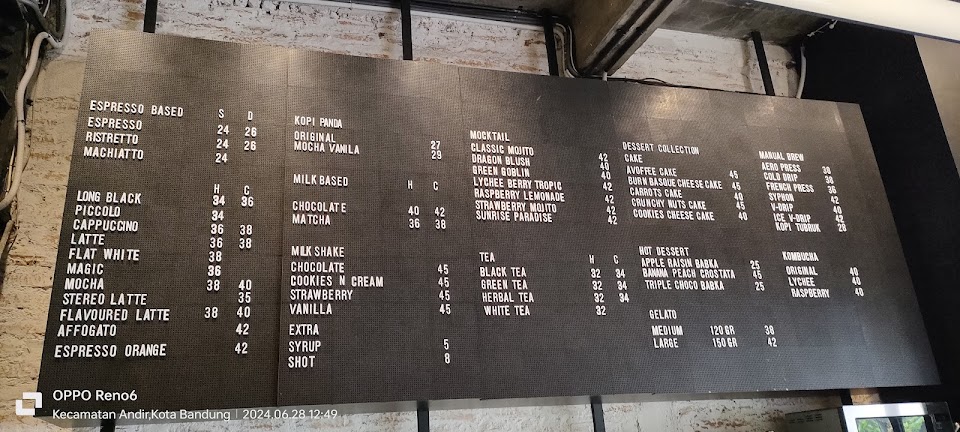 ESPRESSO BASED S D
ESPRESSO 24 26
RISTRETTO 24 26
MACHIATTO 24
H C
LONG BLACK 34 36
PICCOLO 34
CAPPUCCINO 36 38
LATTE 36 38
FLAT WHITE 38
MAGIC 36
MOCHA 38 40
STEREO LATTE 35
FLAVOURED LATTE 38 40
AFFOGATO 42
ESPRESSO ORANGE 42
KOPI PANDA
ORIGINAL 27
MOCHA VANILA 29
MILK BASED H C
CHOCOLATE 40 42
MATCHA 36 38
MILK SHAKE
CHOCOLATE 45
COOKIES N CREAM 45
STRAWBERRY 45
VANILLA 45
EXTRA
SYRUP 5
SHOT 8
MOCKTAIL
CLASSIC MOJITO 42
DRAGON BLUSH 40
GREEN GOBLIN 40
LYCHEE BERRY TROPIC 42
RASPBERRY LEMONADE 42
STRAWBERRY MOJITO 42
SUNRISE PARADISE 42
TEA H C
BLACK TEA 32 34
GREEN TEA 32 34
HERBAL TEA 32 34
WHITE TEA 32
DESSERT COLLECTION
CAKE
AVOFFEE CAKE 45
BURN BASQUE CHEESE CAKE 45
CARROTS CAKE 40
CRUNCHY NUTS CAKE 45
COOKIES CHEESE CAKE 40
HOT DESSERT
APPLE RAISIN BABKA 25
BANANA PEACH CROSTATA 45
TRIPLE CHOCO BABKA 25
GELATO
MEDIUM 120 GR 38
LARGE 150 GR 42
MANUAL BREW
AERO PRESS 38
COLD DRIP 38
FRENCH PRESS 36
SYPHON 42
V-DRIP 40
ICE V-DRIP 42
KOPI TUBRUK 28
KOMBUCHA
ORIGINAL 40
LYCHEE 40
RASPBERRY 40
OPPO Reno6
Kecamatan Andir,Kota Bandung | 2024.06.28 12:49